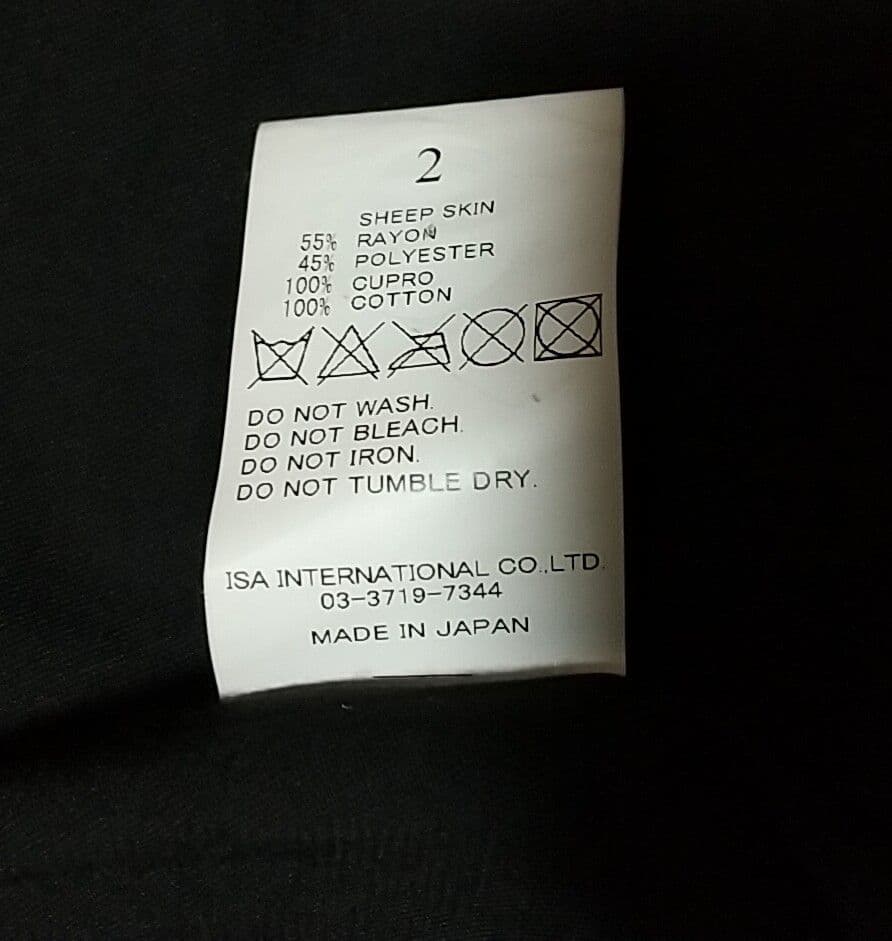 2
SHEEP SKIN
55% RAYON
45% POLYESTER
100% CUPRO
100% COTTON
DO NOT WASH.
DO NOT BLEACH.
DO NOT IRON.
DO NOT TUMBLE DRY.
ISA INTERNATIONAL CO.,LTD.
03-3719-7344
MADE IN JAPAN